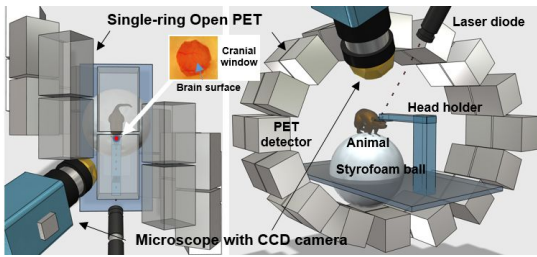 Single-ring Open PET
Cranial
window
Brain surface
Laser diode
Head holder
PET
detector
Animal
Styrofoam ball
Microscope with CCD camera